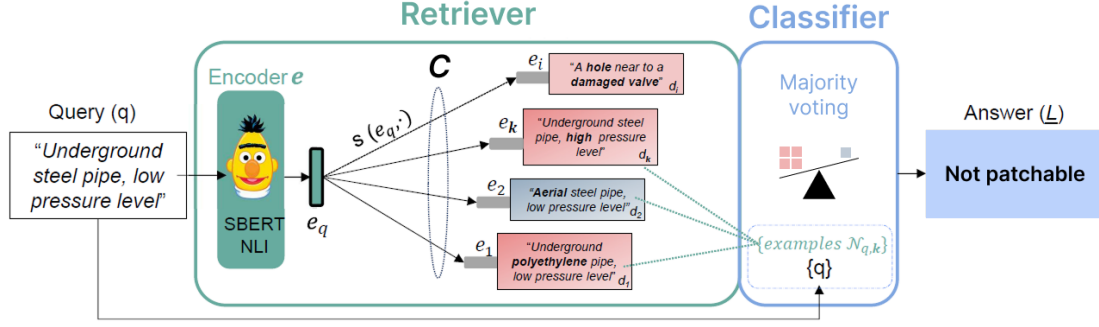 Retriever
Classifier
Encoder e
C
Query (q)
"Underground
steel pipe, low
pressure level"
SBERT
NLI
e_q
s (e_q,·)
e_i
"A hole near to a
damaged valve" d_i
e_k
"Underground steel
pipe, high pressure
level"
d_k
e_2
"Aerial steel pipe,
low pressure level" d_2
e_1
"Underground
polyethylene pipe,
low pressure level" d_1
Majority
voting
{examples N_q,k}
{q}
Answer (L)
Not patchable